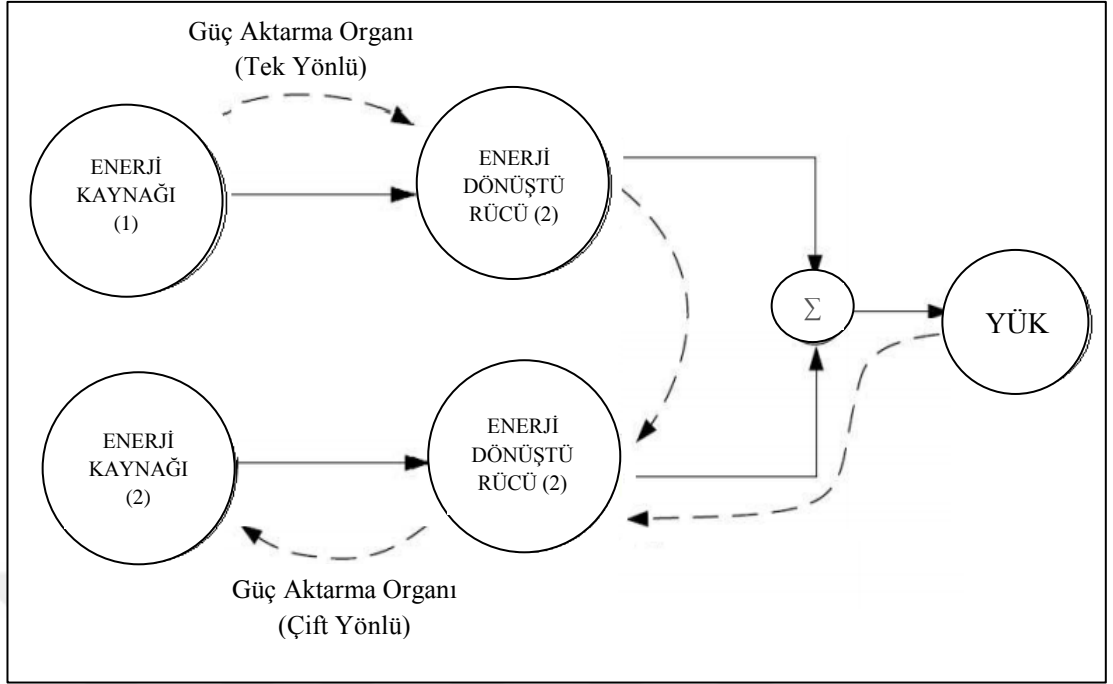 Güç Aktarma Organı
(Tek Yönlü)
ENERJİ
KAYNAĞI
(1)
ENERJİ
DÖNÜŞTÜ
RÜCÜ (2)
∑
YÜK
ENERJİ
KAYNAĞI
(2)
ENERJİ
DÖNÜŞTÜ
RÜCÜ (2)
Güç Aktarma Organı
(Çift Yönlü)